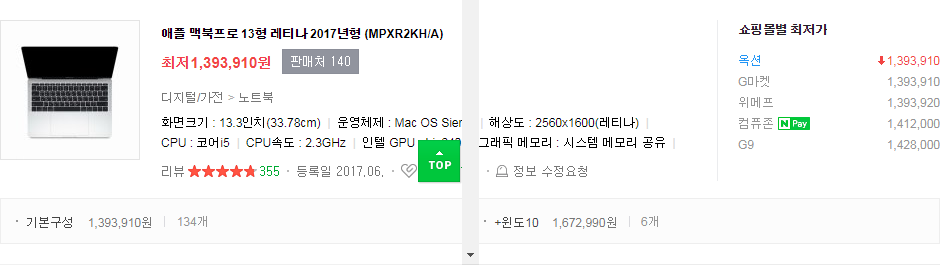 애플 맥북프로 13형 레티나 2017년형 (MPXR2KH/A)
최저1,393,910원 판매처 140
디지털/가전 > 노트북
화면크기 : 13.3인치(33.78cm) | 운영체제 : Mac OS Sier | 해상도 : 2560x1600(레티나) |
CPU : 코어i5 | CPU속도 : 2.3GHz | 인텔 GPU 그래픽 메모리 : 시스템 메모리 공유 |
리뷰 ★★★★★ 355 · 등록일 2017.06. · · 정보 수정요청
TOP
쇼핑몰별 최저가
옥션 1,393,910
G마켓 1,393,910
위메프 1,393,920
컴퓨존 N Pay 1,412,000
G9 1,428,000
· 기본구성 1,393,910원 | 134개 · +윈도10 1,672,990원 | 6개